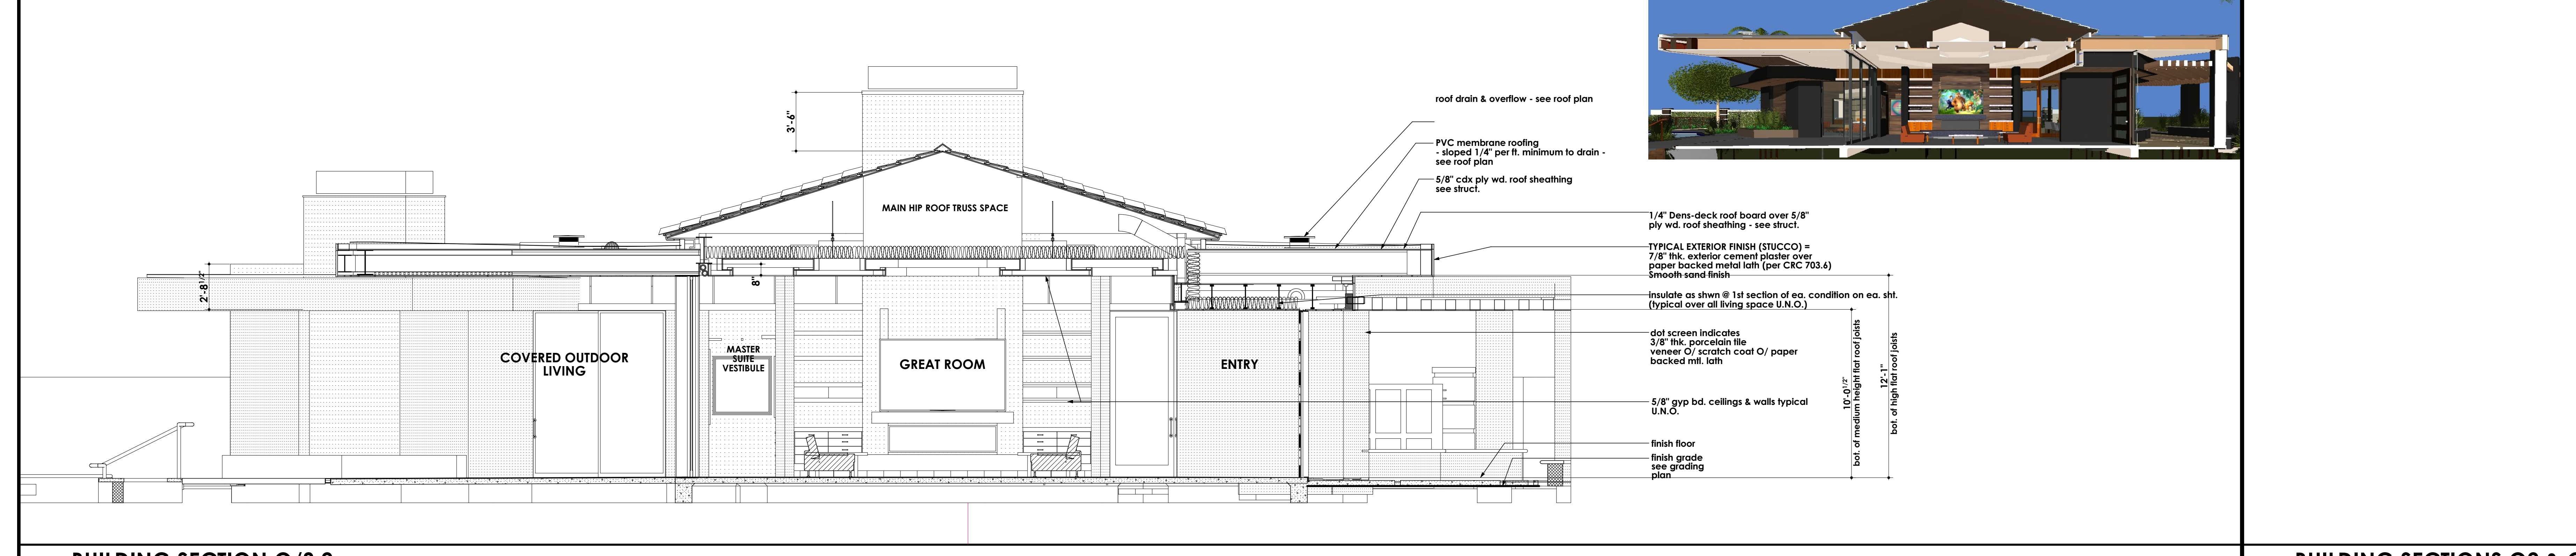 roof drain & overflow - see roof plan
3'-6"
PVC membrane roofing
- sloped 1/4" per ft. minimum to drain -
see roof plan
5/8" cdx ply wd. roof sheathing
see struct.
MAIN HIP ROOF TRUSS SPACE
1/4" Dens-deck roof board over 5/8"
ply wd. roof sheathing - see struct.
TYPICAL EXTERIOR FINISH (STUCCO) =
7/8" thk. exterior cement plaster over
paper backed metal lath (per CRC 703.6)
Smooth sand finish
2'-8 1/2"
8"
insulate as shwn @ 1st section of ea. condition on ea. sht.
(typical over all living space U.N.O.)
dot screen indicates
3/8" thk. porcelain tile
veneer O/ scratch coat O/ paper
backed mtl. lath
COVERED OUTDOOR
LIVING
MASTER
SUITE
VESTIBULE
GREAT ROOM
ENTRY
10'-0 1/2"
bot. of medium height flat roof joists
12'-1"
bot. of high flat roof joists
5/8" gyp bd. ceilings & walls typical
U.N.O.
finish floor
finish grade
see grading
plan
BUILDING SECTION
BUILDING SECTIONS